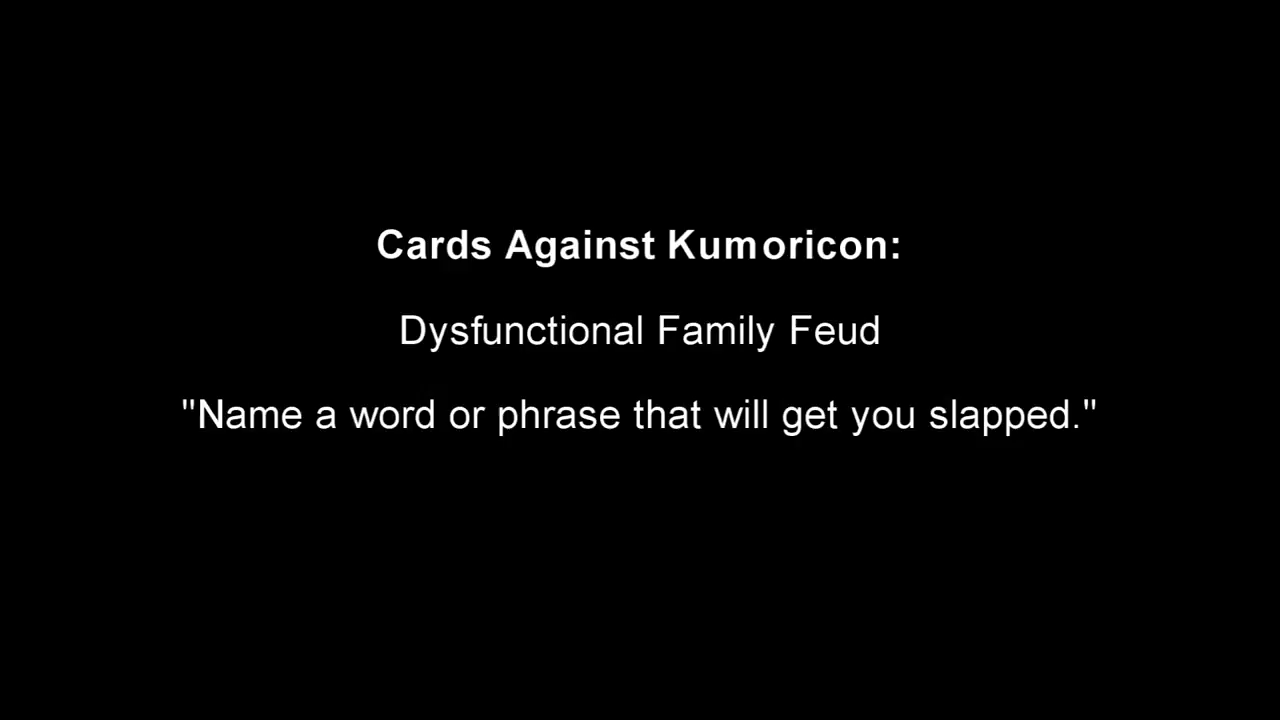 Cards Against Kumoricon:
Dysfunctional Family Feud
"Name a word or phrase that will get you slapped."